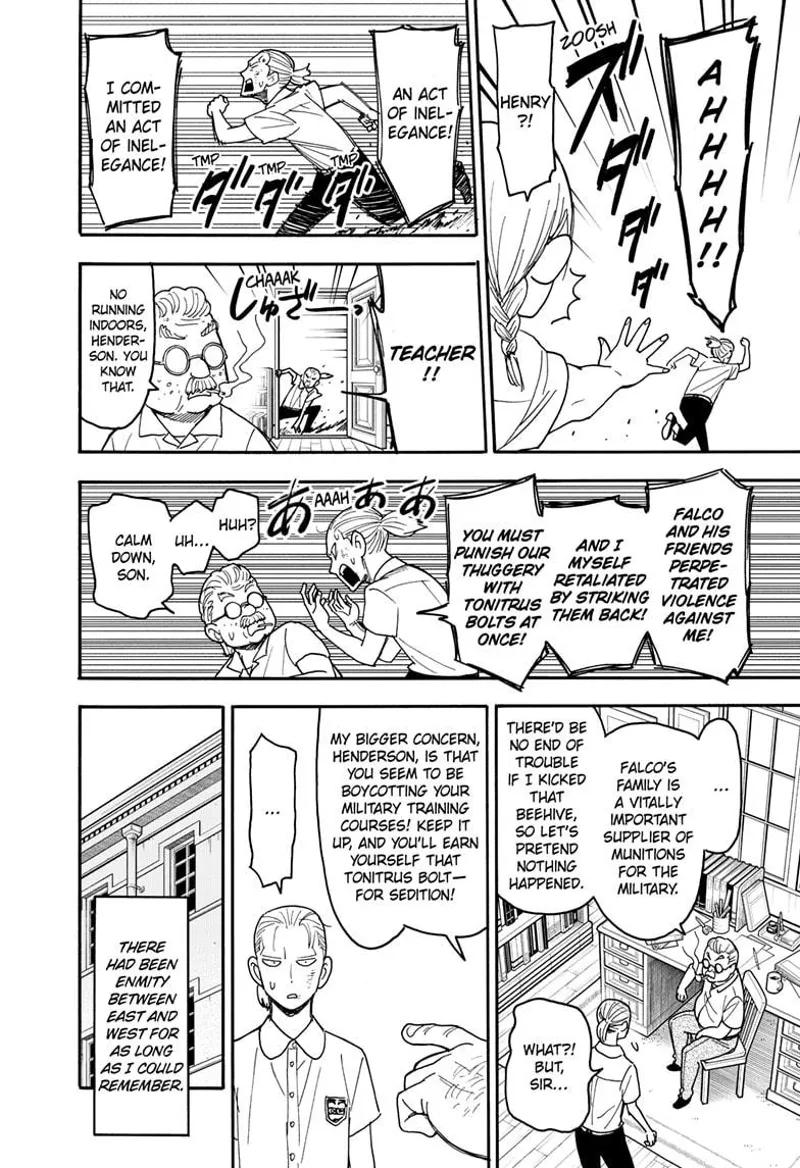 AHHHH!!
ZOOSH
ズダダ
HENRY
?!
AN ACT
OF INEL-
EGANCE!
I COM-
MITTED
AN ACT
OF INEL-
EGANCE!
TMP
TMP
TMP
ダダダ
TEACHER
!!
CHAAAK
しゅざーっ
NO
RUNNING
INDOORS,
HENDER-
SON. YOU
KNOW
THAT.
FALCO
AND HIS
FRIENDS
PERPE-
TRATED
VIOLENCE
AGAINST
ME!
AND I
MYSELF
RETALIATED
BY STRIKING
THEM BACK!
YOU MUST
PUNISH OUR
THUGGERY
WITH
TONITRUS
BOLTS AT
ONCE!
AAAH
あああ
HUH?
UH...
CALM
DOWN,
SON.
...
FALCO'S
FAMILY IS
A VITALLY
IMPORTANT
SUPPLIER OF
MUNITIONS
FOR THE
MILITARY.
THERE'D BE
NO END OF
TROUBLE
IF I KICKED
THAT
BEEHIVE,
SO LET'S
PRETEND
NOTHING
HAPPENED.
WHAT?!
BUT,
SIR...
MY BIGGER CONCERN,
HENDERSON, IS THAT
YOU SEEM TO BE
BOYCOTTING YOUR
MILITARY TRAINING
COURSES! KEEP IT
UP, AND YOU'LL EARN
YOURSELF THAT
TONITRUS BOLT—
FOR SEDITION!
...
THERE
HAD BEEN
ENMITY
BETWEEN
EAST AND
WEST FOR
AS LONG
AS I COULD
REMEMBER.